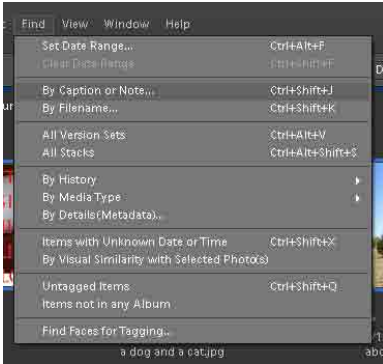 Find View Window Help
Set Date Range... Ctrl+Alt+F
Clear Date Range Ctrl+Shift+F
By Caption or Note... Ctrl+Shift+J
By Filename... Ctrl+Shift+K
All Version Sets Ctrl+Alt+V
All Stacks Ctrl+Alt+Shift+S
By History
By Media Type
By Details(Metadata)...
Items with Unknown Date or Time Ctrl+Shift+X
By Visual Similarity with Selected Photo(s)
Untagged Items Ctrl+Shift+Q
Items not in any Album
Find Faces for Tagging...
a dog and a cat.jpg